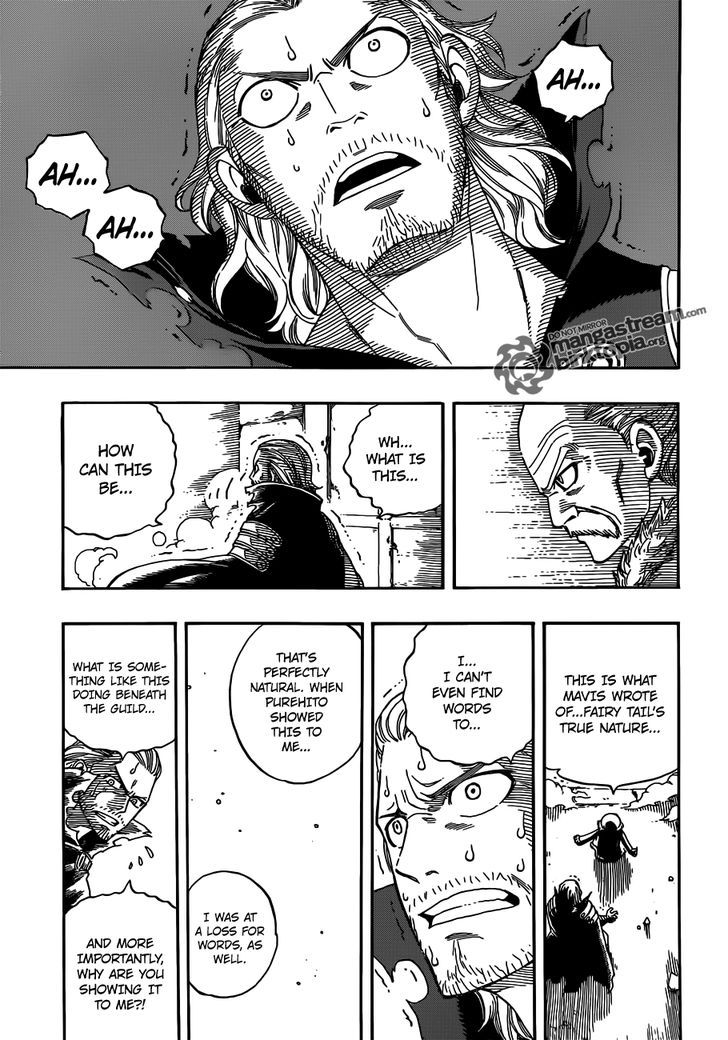 AH...
AH...
AH...
DO NOT MIRROR
mangastream.com
binktopia.org
WH...
WHAT IS
THIS...
HOW
CAN THIS
BE...
THIS IS WHAT
MAVIS WROTE
OF...FAIRY TAIL'S
TRUE NATURE...
I...
I CAN'T
EVEN FIND
WORDS
TO...
THAT'S
PERFECTLY
NATURAL. WHEN
PUREHITO
SHOWED
THIS TO
ME...
I WAS AT
A LOSS FOR
WORDS, AS
WELL.
WHAT IS SOME-
THING LIKE THIS
DOING BENEATH
THE GUILD...
AND MORE
IMPORTANTLY,
WHY ARE YOU
SHOWING IT
TO ME?!